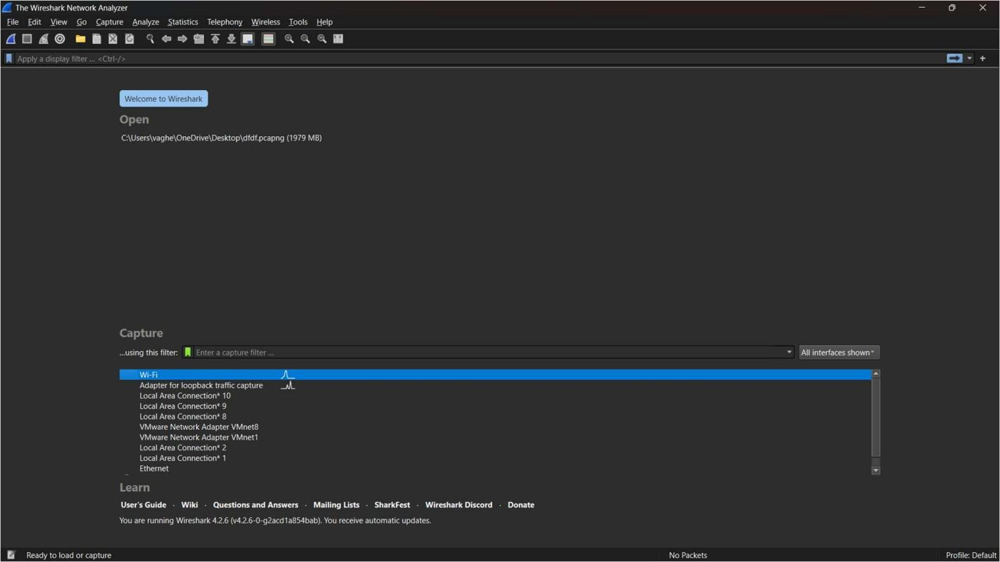 The Wireshark Network Analyzer
File Edit View Go Capture Analyze Statistics Telephony Wireless Tools Help
Apply a display filter ... <Ctrl-/>
Welcome to Wireshark
Open
C:\Users\vaghe\OneDrive\Desktop\dfdf.pcapng (1979 MB)
Capture
...using this filter: Enter a capture filter ... All interfaces shown
Wi-Fi
Adapter for loopback traffic capture
Local Area Connection* 10
Local Area Connection* 9
Local Area Connection* 8
VMware Network Adapter VMnet8
VMware Network Adapter VMnet1
Local Area Connection* 2
Local Area Connection* 1
Ethernet
Learn
User's Guide · Wiki · Questions and Answers · Mailing Lists · SharkFest · Wireshark Discord · Donate
You are running Wireshark 4.2.6 (v4.2.6-0-g2acd1a854bab). You receive automatic updates.
Ready to load or capture No Packets Profile: Default